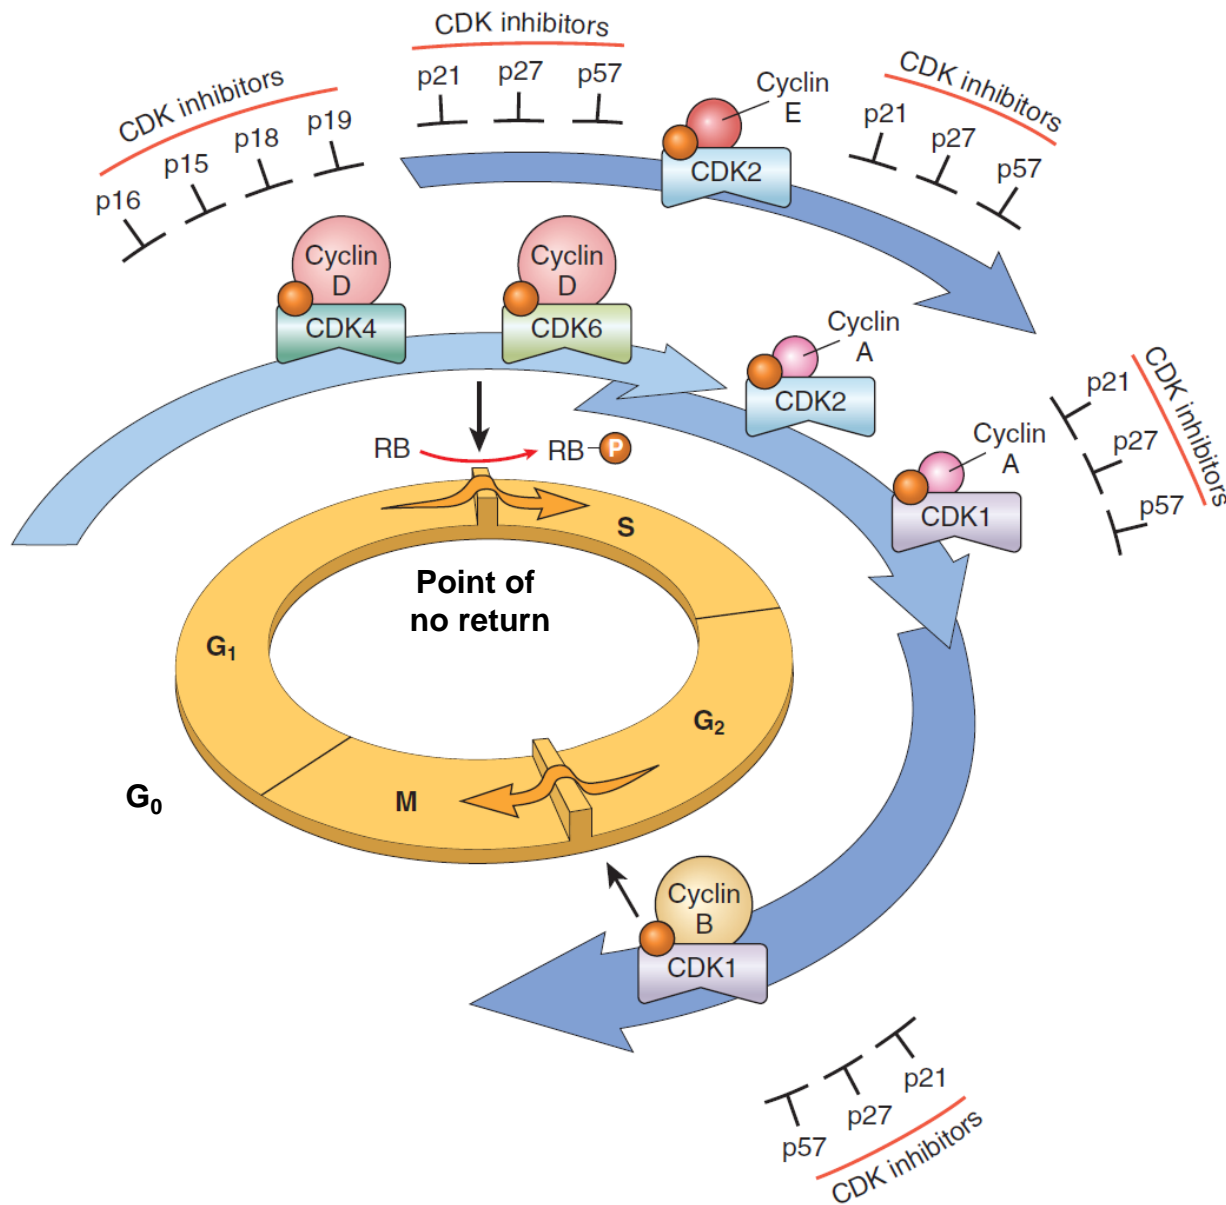 CDK inhibitors
p16
p15
p18
p19
CDK inhibitors
p21
p27
p57
Cyclin
E
CDK2
CDK inhibitors
p21
p27
p57
Cyclin
D
CDK4
Cyclin
D
CDK6
Cyclin
A
CDK2
Cyclin
A
CDK1
CDK inhibitors
p21
p27
p57
RB
RB
P
S
Point of
no return
G₁
G₂
M
G₀
Cyclin
B
CDK1
p21
p27
p57
CDK inhibitors